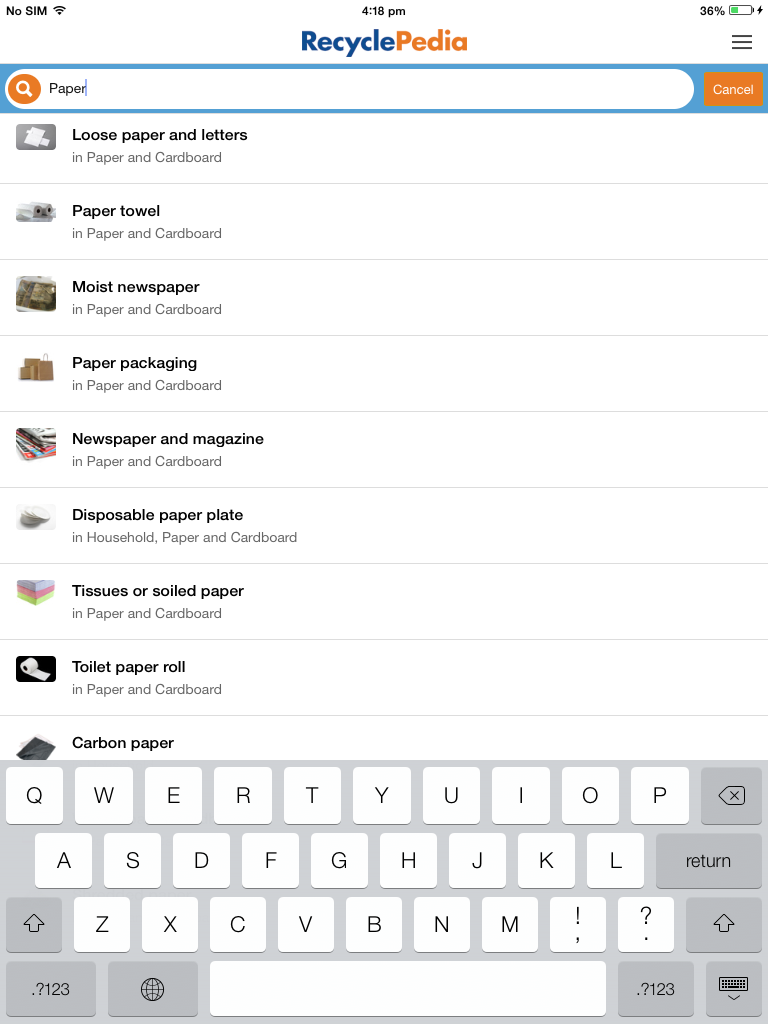 No SIM 4:18 pm 36%
RecyclePedia
Paper Cancel
Loose paper and letters
in Paper and Cardboard
Paper towel
in Paper and Cardboard
Moist newspaper
in Paper and Cardboard
Paper packaging
in Paper and Cardboard
Newspaper and magazine
in Paper and Cardboard
Disposable paper plate
in Household, Paper and Cardboard
Tissues or soiled paper
in Paper and Cardboard
Toilet paper roll
in Paper and Cardboard
Carbon paper
Q W E R T Y U I O P
A S D F G H J K L return
Z X C V B N M ! , ? .
.?123 .?123